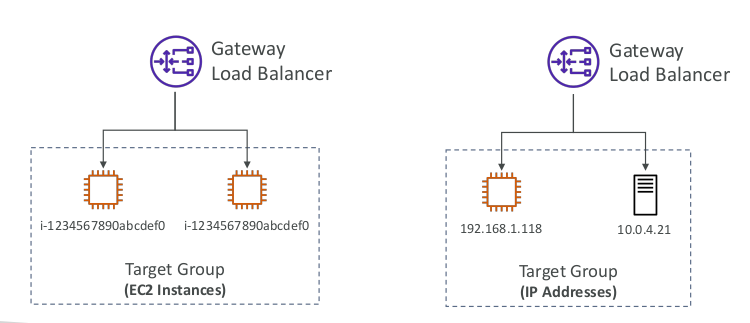 Gateway
Load Balancer
i-1234567890abcdef0
i-1234567890abcdef0
Target Group
(EC2 Instances)
Gateway
Load Balancer
192.168.1.118
10.0.4.21
Target Group
(IP Addresses)